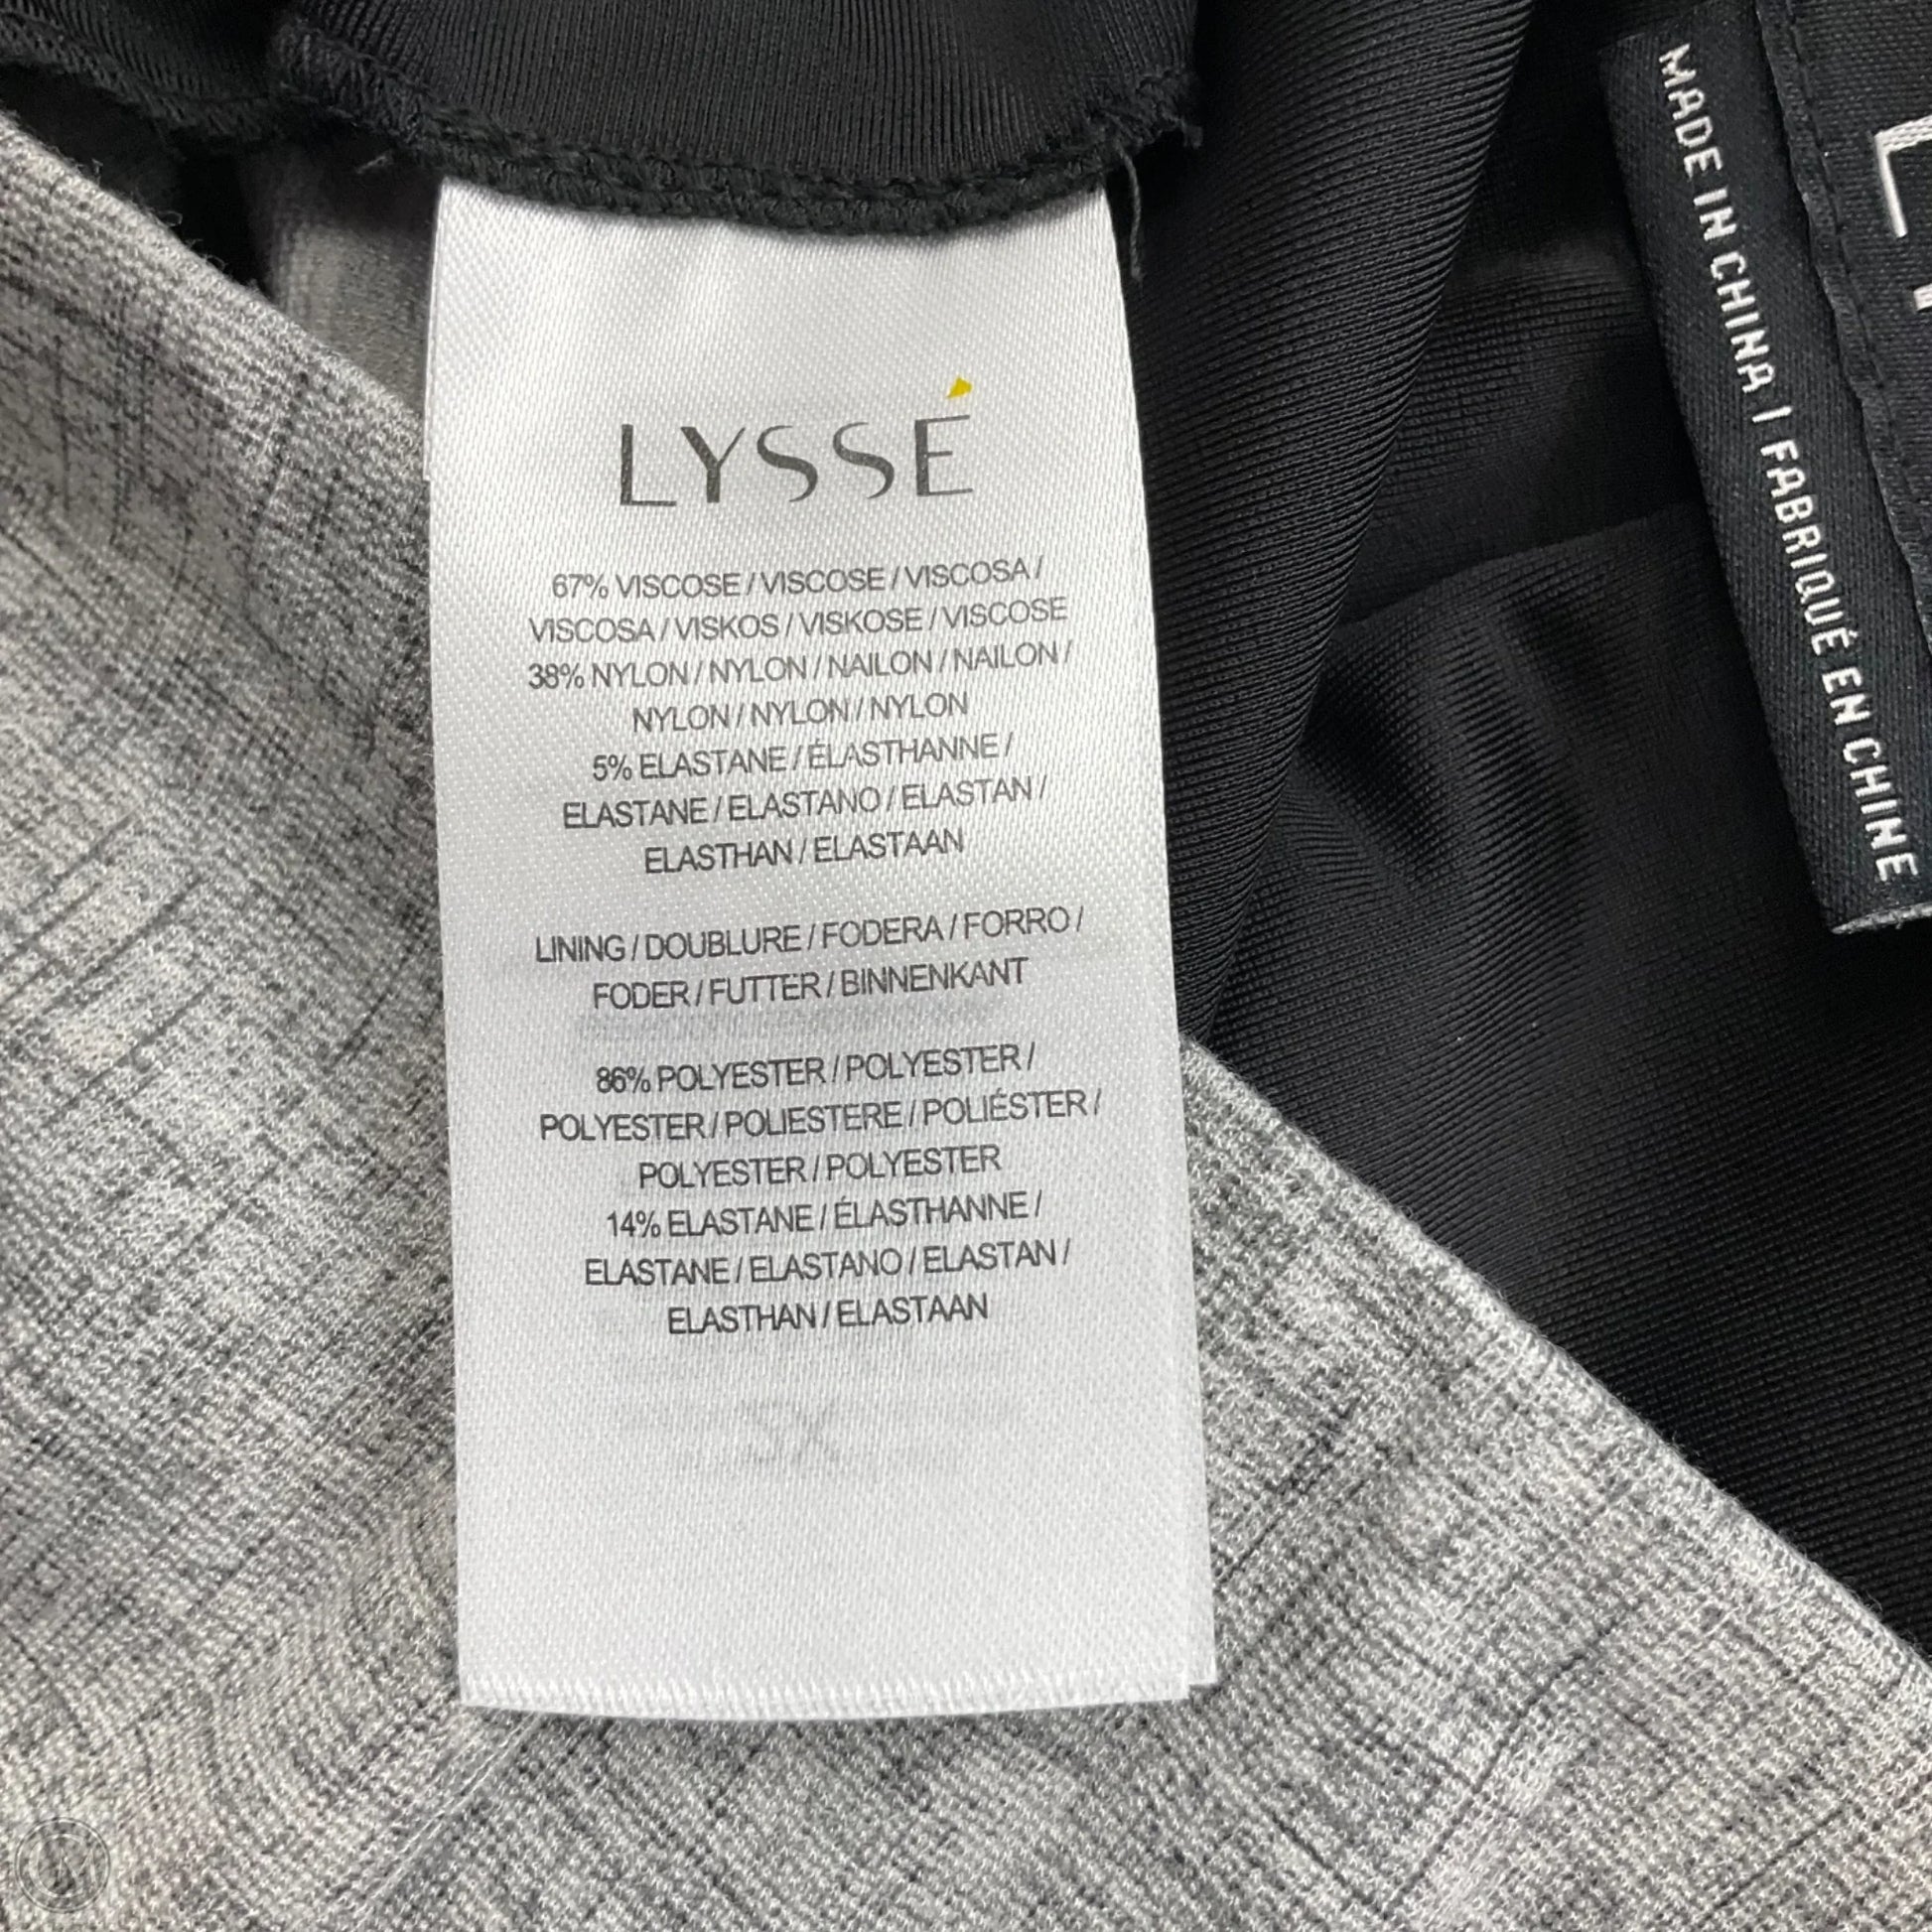 LYSSÉ
67% VISCOSE / VISCOSE / VISCOSA /
VISCOSA / VISKOS / VISKOSE / VISCOSE
38% NYLON / NYLON / NAILON / NAILON /
NYLON / NYLON / NYLON
5% ELASTANE / ÉLASTHANNE /
ELASTANE / ELASTANO / ELASTAN /
ELASTHAN / ELASTAAN
LINING / DOUBLURE / FODERA / FORRO /
FODER / FUTTER / BINNENKANT
86% POLYESTER / POLYESTER /
POLYESTER / POLIESTERE / POLIÉSTER /
POLYESTER / POLYESTER
14% ELASTANE / ÉLASTHANNE /
ELASTANE / ELASTANO / ELASTAN /
ELASTHAN / ELASTAAN
MADE IN CHINA | FABRIQUÉ EN CHINE